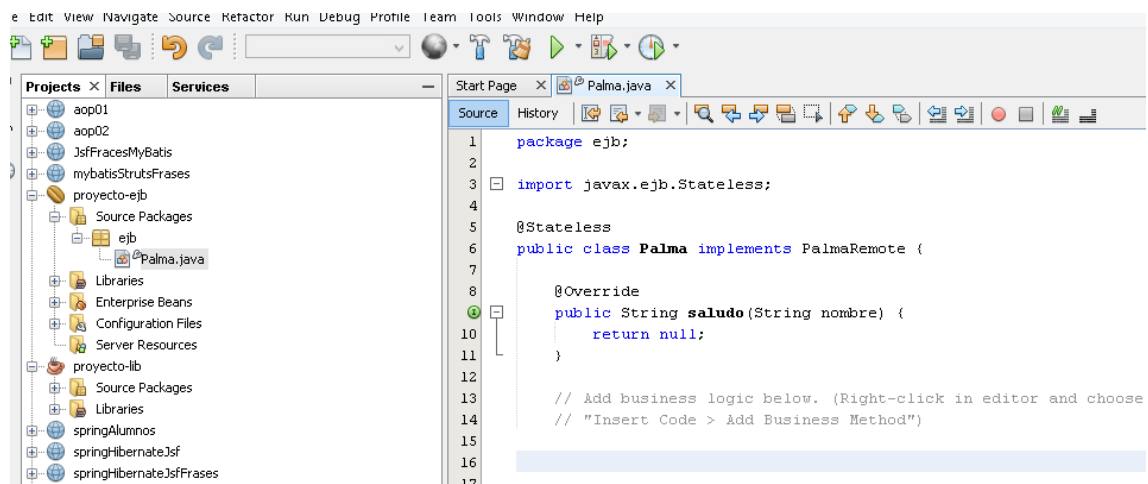 e Edit View Navigate Source Refactor Run Debug Profile Team Tools Window Help
Projects Files Services
aop01
aop02
JsfFracesMyBatis
mybatisStrutsFrases
proyecto-ejb
Source Packages
ejb
Palma.java
Libraries
Enterprise Beans
Configuration Files
Server Resources
proyecto-lib
Source Packages
Libraries
springAlumnos
springHibernateJsf
springHibernateJsfFrases
Start Page Palma.java
Source History
1 package ejb;
2
3 import javax.ejb.Stateless;
4
5 @Stateless
6 public class Palma implements PalmaRemote {
7
8 @Override
public String saludo(String nombre) {
10 return null;
11 }
12
13 // Add business logic below. (Right-click in editor and choose
14 // "Insert Code > Add Business Method")
15
16
17